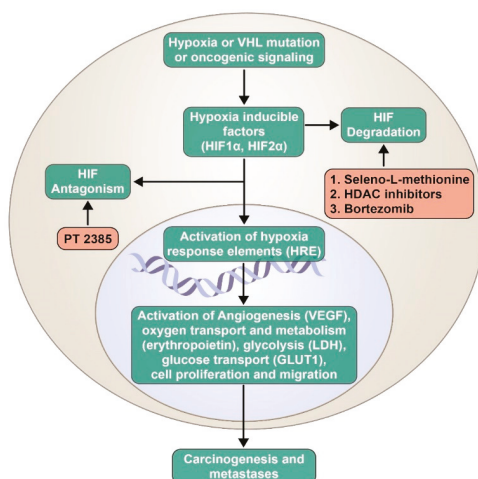 Hypoxia or VHL mutation
or oncogenic signaling
Hypoxia inducible
factors
(HIF1α, HIF2α)
HIF
Degradation
1. Seleno-L-methionine
2. HDAC inhibitors
3. Bortezomib
HIF
Antagonism
PT 2385
Activation of hypoxia
response elements (HRE)
Activation of Angiogenesis (VEGF),
oxygen transport and metabolism
(erythropoietin), glycolysis (LDH),
glucose transport (GLUT1),
cell proliferation and migration
Carcinogenesis and
metastases